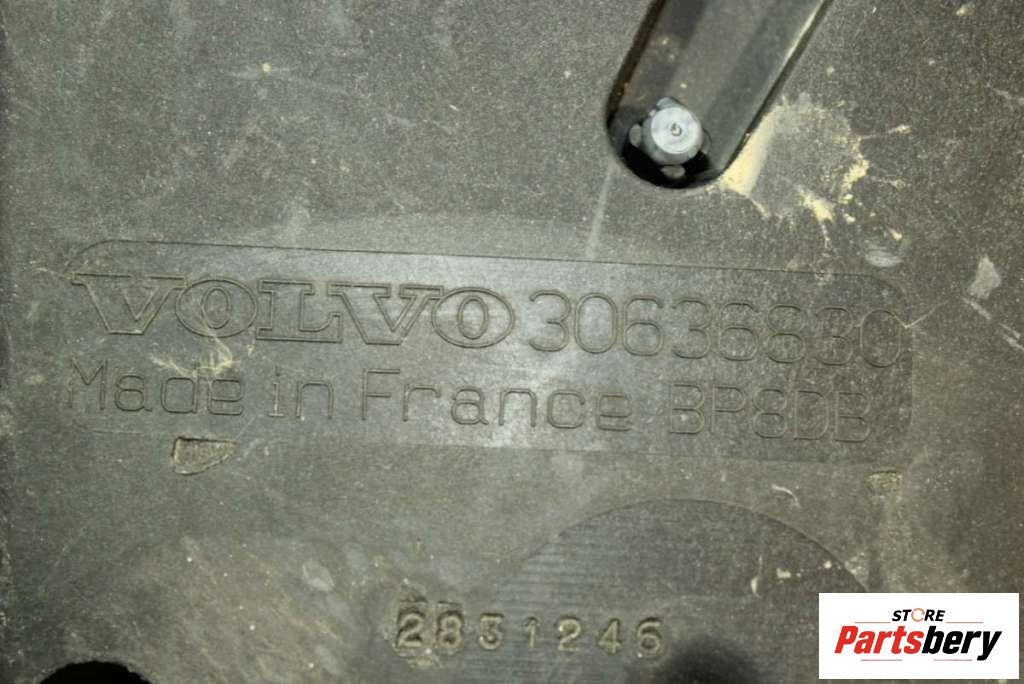 VOLVO 30636830
Made in France BP8DB
2831246
STORE
Partsbery